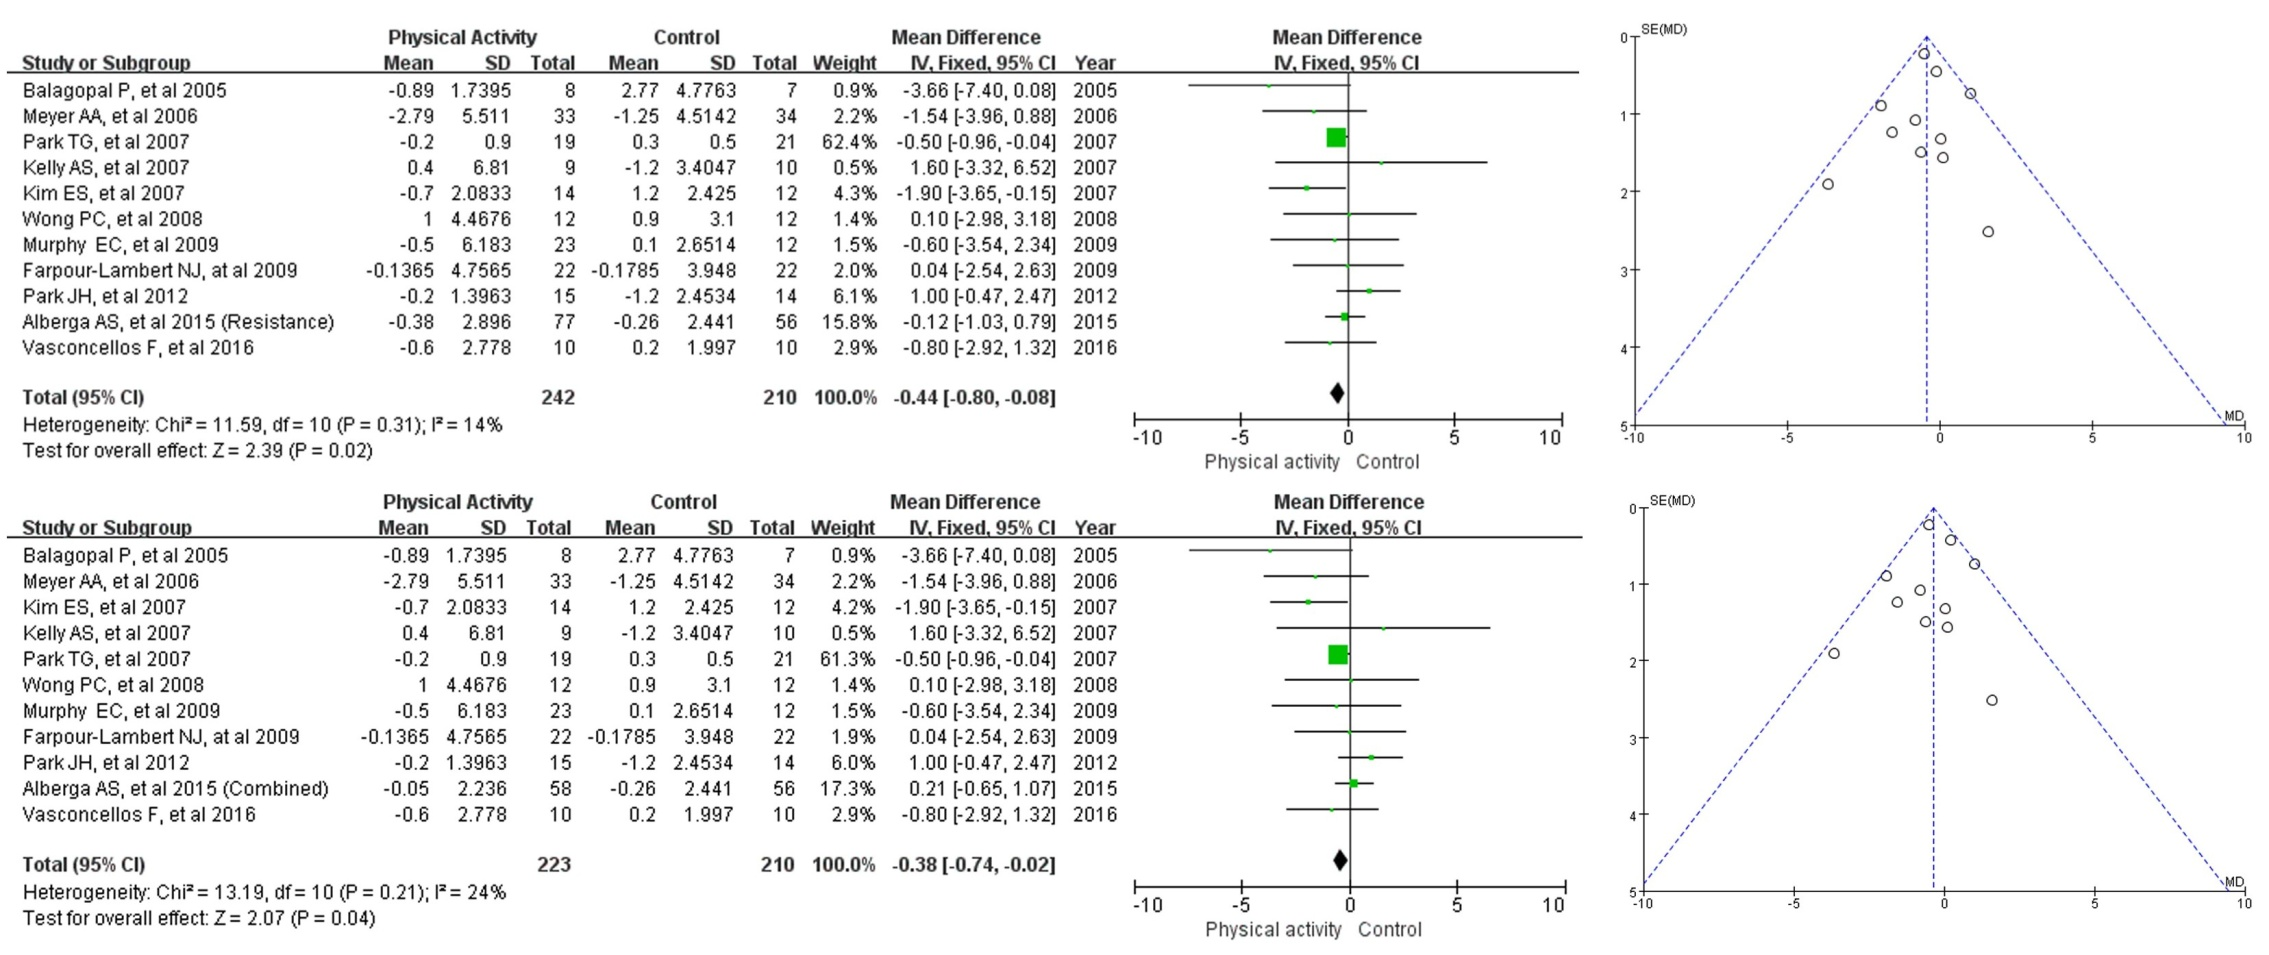 Physical Activity Control Mean Difference Mean Difference
Study or Subgroup Mean SD Total Mean SD Total Weight IV, Fixed, 95% CI Year IV, Fixed, 95% CI
Balagopal P, et al 2005 -0.89 1.7395 8 2.77 4.7763 7 0.9% -3.66 [-7.40, 0.08] 2005
Meyer AA, et al 2006 -2.79 5.511 33 -1.25 4.5142 34 2.2% -1.54 [-3.96, 0.88] 2006
Park TG, et al 2007 -0.2 0.9 19 0.3 0.5 21 62.4% -0.50 [-0.96, -0.04] 2007
Kelly AS, et al 2007 0.4 6.81 9 -1.2 3.4047 10 0.5% 1.60 [-3.32, 6.52] 2007
Kim ES, et al 2007 -0.7 2.0833 14 1.2 2.425 12 4.3% -1.90 [-3.65, -0.15] 2007
Wong PC, et al 2008 1 4.4676 12 0.9 3.1 12 1.4% 0.10 [-2.98, 3.18] 2008
Murphy EC, et al 2009 -0.5 6.183 23 0.1 2.6514 12 1.5% -0.60 [-3.54, 2.34] 2009
Farpour-Lambert NJ, at al 2009 -0.1365 4.7565 22 -0.1785 3.948 22 2.0% 0.04 [-2.54, 2.63] 2009
Park JH, et al 2012 -0.2 1.3963 15 -1.2 2.4534 14 6.1% 1.00 [-0.47, 2.47] 2012
Alberga AS, et al 2015 (Resistance) -0.38 2.896 77 -0.26 2.441 56 15.8% -0.12 [-1.03, 0.79] 2015
Vasconcellos F, et al 2016 -0.6 2.778 10 0.2 1.997 10 2.9% -0.80 [-2.92, 1.32] 2016
Total (95% CI) 242 210 100.0% -0.44 [-0.80, -0.08]
Heterogeneity: Chi² = 11.59, df = 10 (P = 0.31); I² = 14%
Test for overall effect: Z = 2.39 (P = 0.02)
-10 -5 0 5 10
Physical activity Control
SE(MD)
0
1
2
3
4
5
MD
-10 -5 0 5 10
Physical Activity Control Mean Difference Mean Difference
Study or Subgroup Mean SD Total Mean SD Total Weight IV, Fixed, 95% CI Year IV, Fixed, 95% CI
Balagopal P, et al 2005 -0.89 1.7395 8 2.77 4.7763 7 0.9% -3.66 [-7.40, 0.08] 2005
Meyer AA, et al 2006 -2.79 5.511 33 -1.25 4.5142 34 2.2% -1.54 [-3.96, 0.88] 2006
Kim ES, et al 2007 -0.7 2.0833 14 1.2 2.425 12 4.2% -1.90 [-3.65, -0.15] 2007
Kelly AS, et al 2007 0.4 6.81 9 -1.2 3.4047 10 0.5% 1.60 [-3.32, 6.52] 2007
Park TG, et al 2007 -0.2 0.9 19 0.3 0.5 21 61.3% -0.50 [-0.96, -0.04] 2007
Wong PC, et al 2008 1 4.4676 12 0.9 3.1 12 1.4% 0.10 [-2.98, 3.18] 2008
Murphy EC, et al 2009 -0.5 6.183 23 0.1 2.6514 12 1.5% -0.60 [-3.54, 2.34] 2009
Farpour-Lambert NJ, at al 2009 -0.1365 4.7565 22 -0.1785 3.948 22 1.9% 0.04 [-2.54, 2.63] 2009
Park JH, et al 2012 -0.2 1.3963 15 -1.2 2.4534 14 6.0% 1.00 [-0.47, 2.47] 2012
Alberga AS, et al 2015 (Combined) -0.05 2.236 58 -0.26 2.441 56 17.3% 0.21 [-0.65, 1.07] 2015
Vasconcellos F, et al 2016 -0.6 2.778 10 0.2 1.997 10 2.9% -0.80 [-2.92, 1.32] 2016
Total (95% CI) 223 210 100.0% -0.38 [-0.74, -0.02]
Heterogeneity: Chi² = 13.19, df = 10 (P = 0.21); I² = 24%
Test for overall effect: Z = 2.07 (P = 0.04)
-10 -5 0 5 10
Physical activity Control
SE(MD)
0
1
2
3
4
5
MD
-10 -5 0 5 10